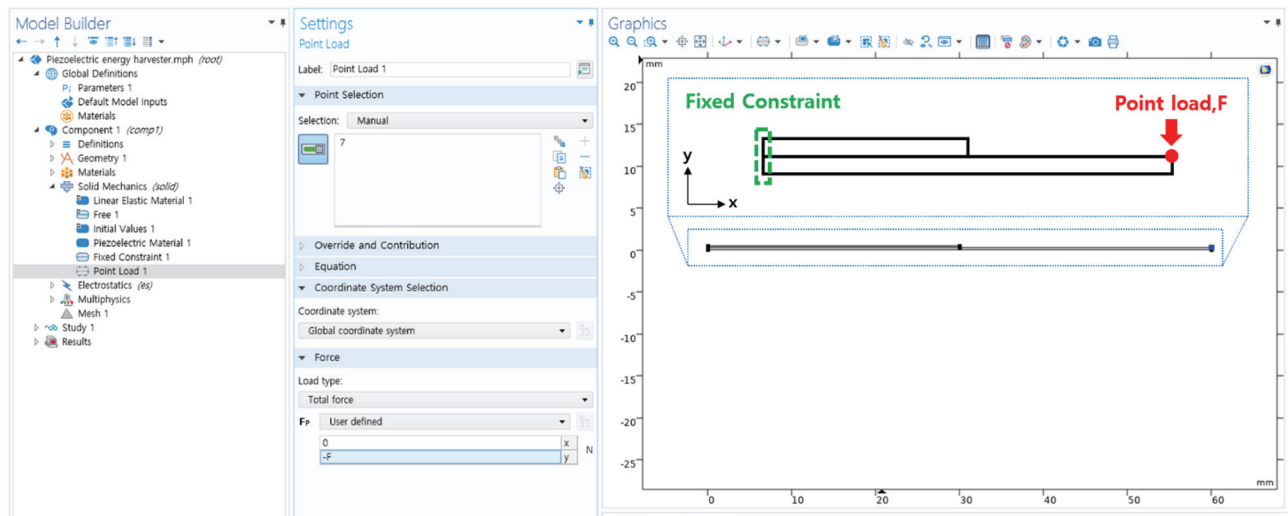 Model Builder
Piezoelectric energy harvester.mph (root)
Global Definitions
Pi Parameters 1
Default Model Inputs
Materials
Component 1 (comp1)
Definitions
Geometry 1
Materials
Solid Mechanics (solid)
Linear Elastic Material 1
Free 1
Initial Values 1
Piezoelectric Material 1
Fixed Constraint 1
Point Load 1
Electrostatics (es)
Multiphysics
Mesh 1
Study 1
Results
Settings
Point Load
Label: Point Load 1
Point Selection
Selection: Manual
7
Override and Contribution
Equation
Coordinate System Selection
Coordinate system:
Global coordinate system
Force
Load type:
Total force
FP User defined
0 x
-F y
N
Graphics
mm
20
15
10
5
0
-5
-10
-15
-20
-25
Fixed Constraint
Point load,F
y
x
mm
0 10 20 30 40 50 60